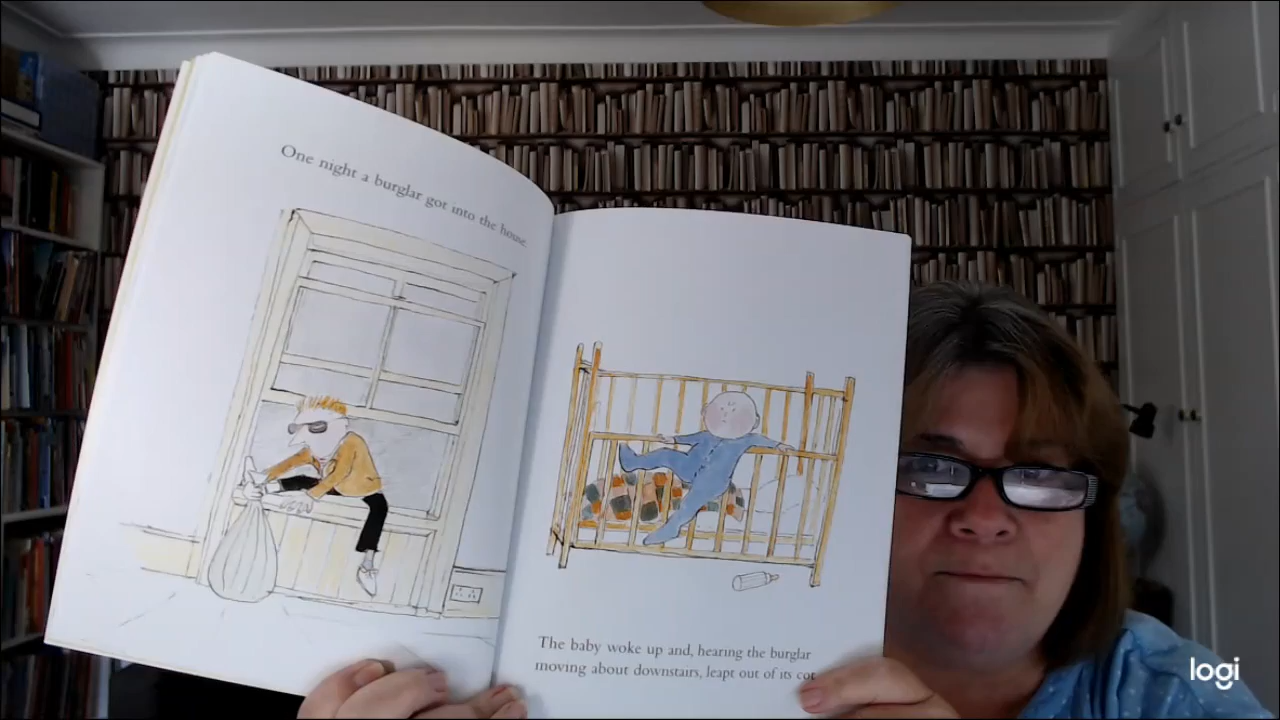 One night a burglar got into the house.
The baby woke up and, hearing the burglar
moving about downstairs, leapt out of its cot
logi